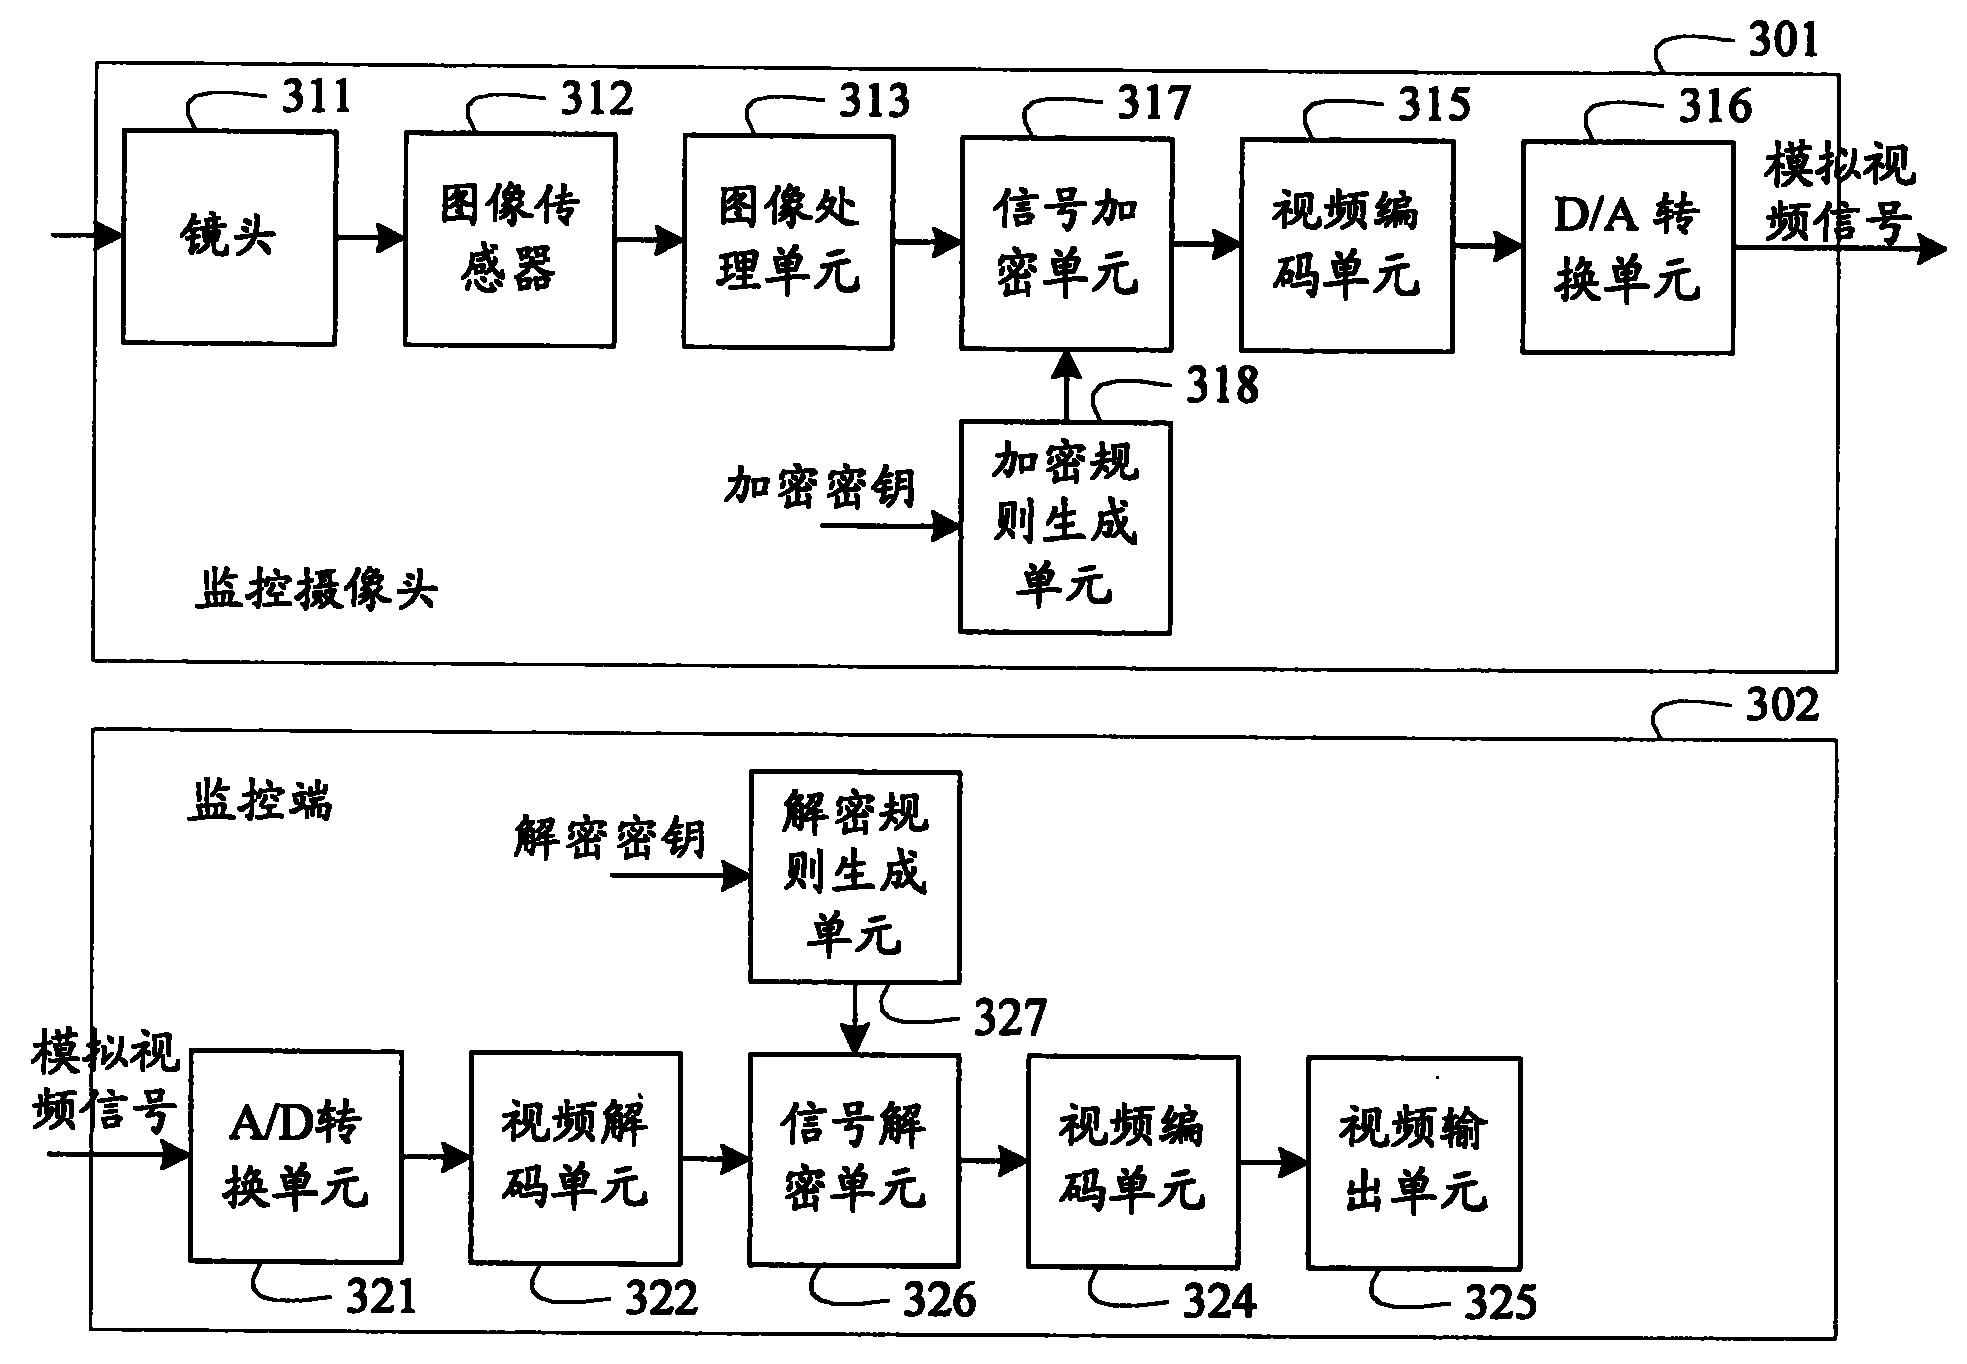 301
311
312
313
317
315
316
镜头
图像传
感器
图像处
理单元
信号加
密单元
视频编
码单元
D/A 转
换单元
模拟视
频信号
318
加密密钥
加密规
则生成
单元
监控摄像头
302
监控端
解密密钥
解密规
则生成
单元
327
模拟视
频信号
A/D转
换单元
视频解
码单元
信号解
密单元
视频编
码单元
视频输
出单元
321
322
326
324
325